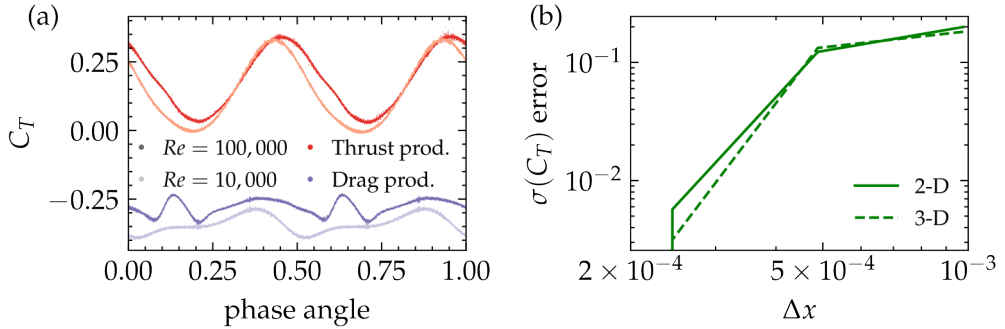 (a)
0.25
0.00
−0.25
C_T
Re = 100,000
Thrust prod.
Re = 10,000
Drag prod.
0.00 0.25 0.50 0.75 1.00
phase angle
(b)
10^{−1}
10^{−2}
σ(C_T) error
2-D
3-D
2 × 10^{−4} 5 × 10^{−4} 10^{−3}
Δx